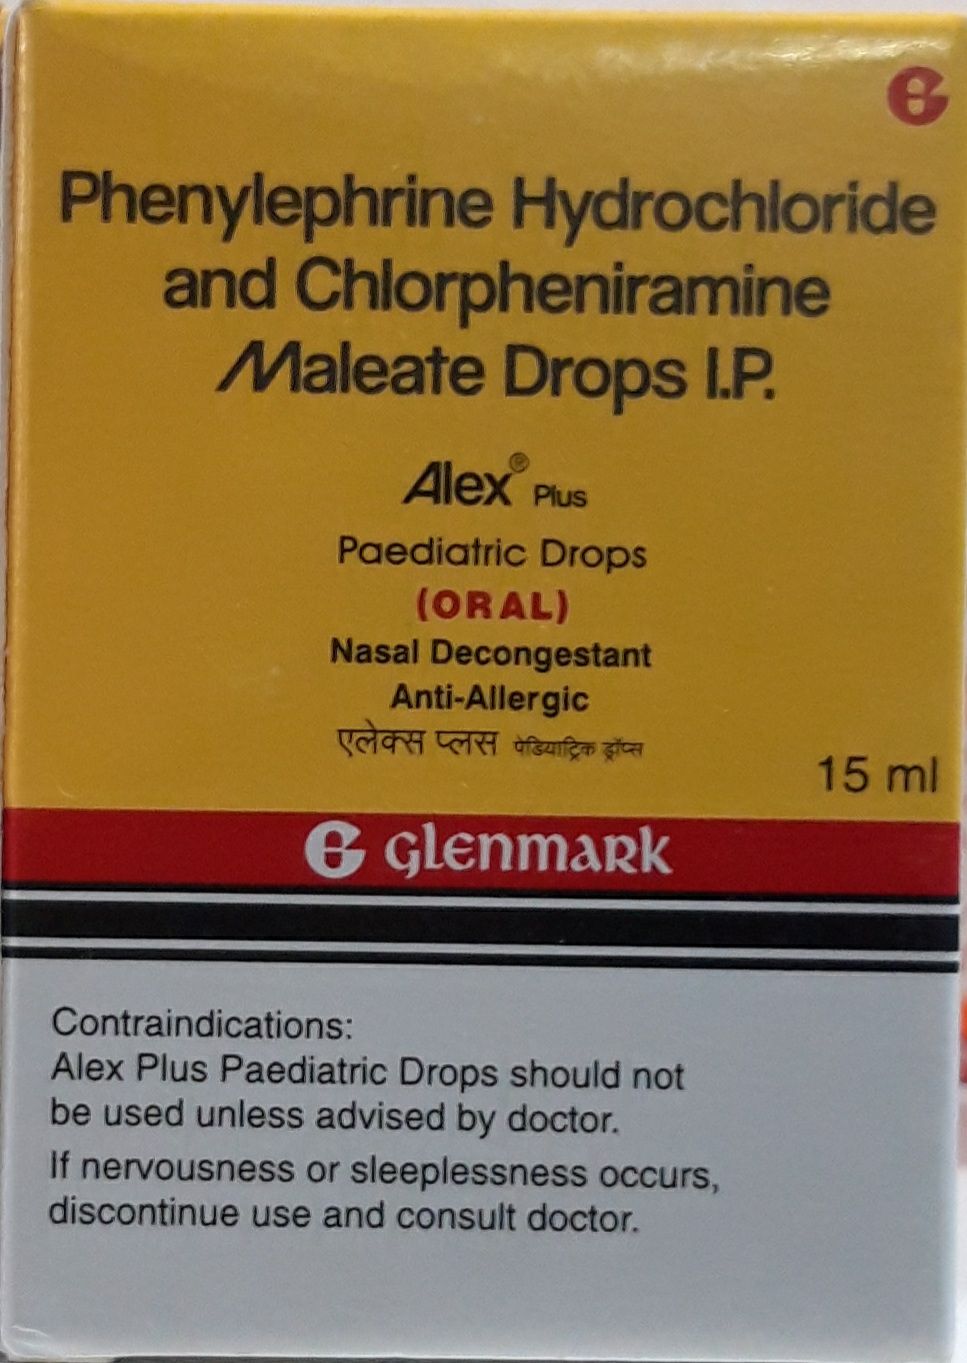 Phenylephrine Hydrochloride
and Chlorpheniramine
Maleate Drops I.P.
Alex® Plus
Paediatric Drops
(ORAL)
Nasal Decongestant
Anti-Allergic
एलेक्स प्लस पेडियाट्रिक ड्रॉप्स
15 ml
G glenmark
Contraindications:
Alex Plus Paediatric Drops should not
be used unless advised by doctor.
If nervousness or sleeplessness occurs,
discontinue use and consult doctor.